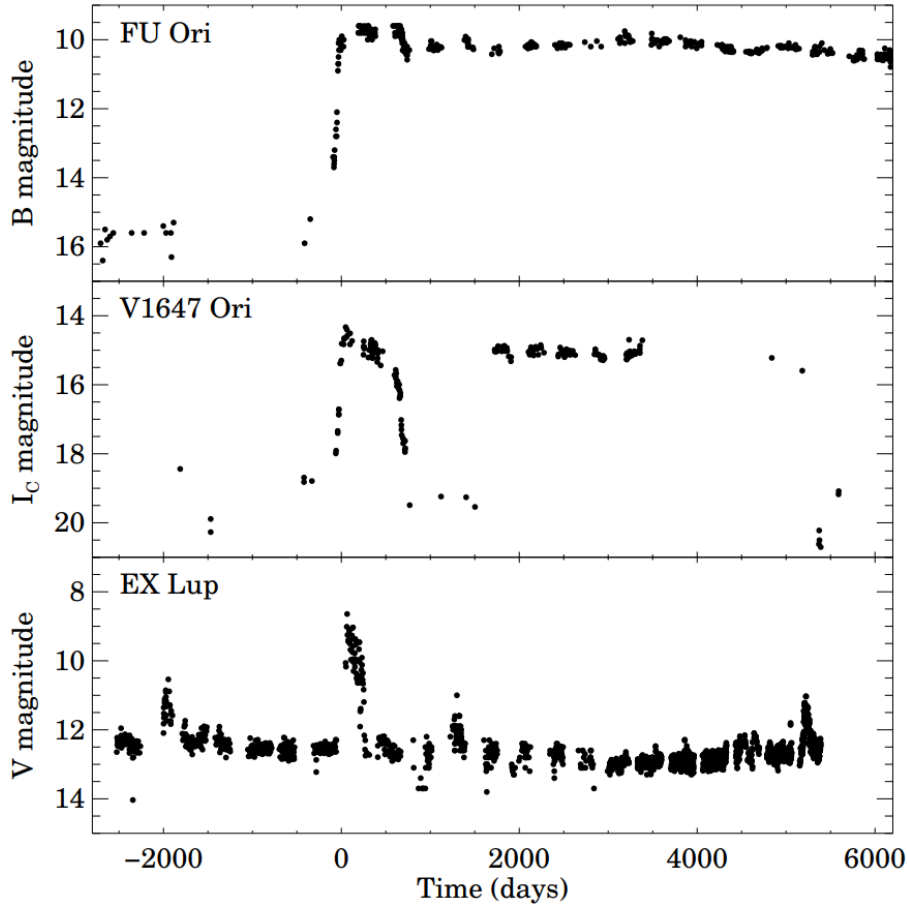 FU Ori
B magnitude
10
12
14
16
V1647 Ori
I_C magnitude
14
16
18
20
EX Lup
V magnitude
8
10
12
14
−2000 0 2000 4000 6000
Time (days)